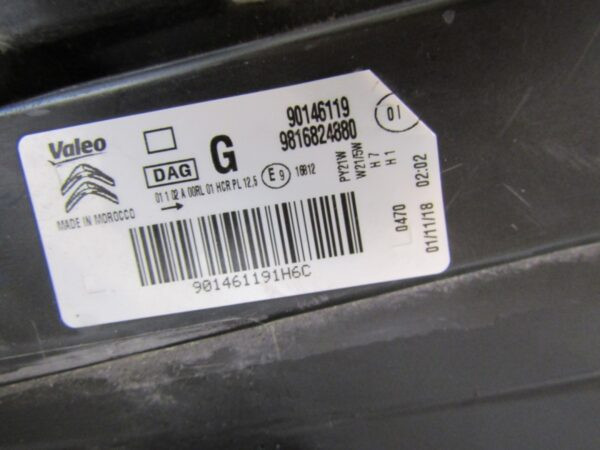 Valeo
MADE IN MOROCCO
DAG
G
90146119
9816824880
01
01 1 02 A 00RL 01 HCR PL 12,5
E9
16812
PY21W
W21/5W
H7
H1
0470
01/11/18 02:02
901461191H6C